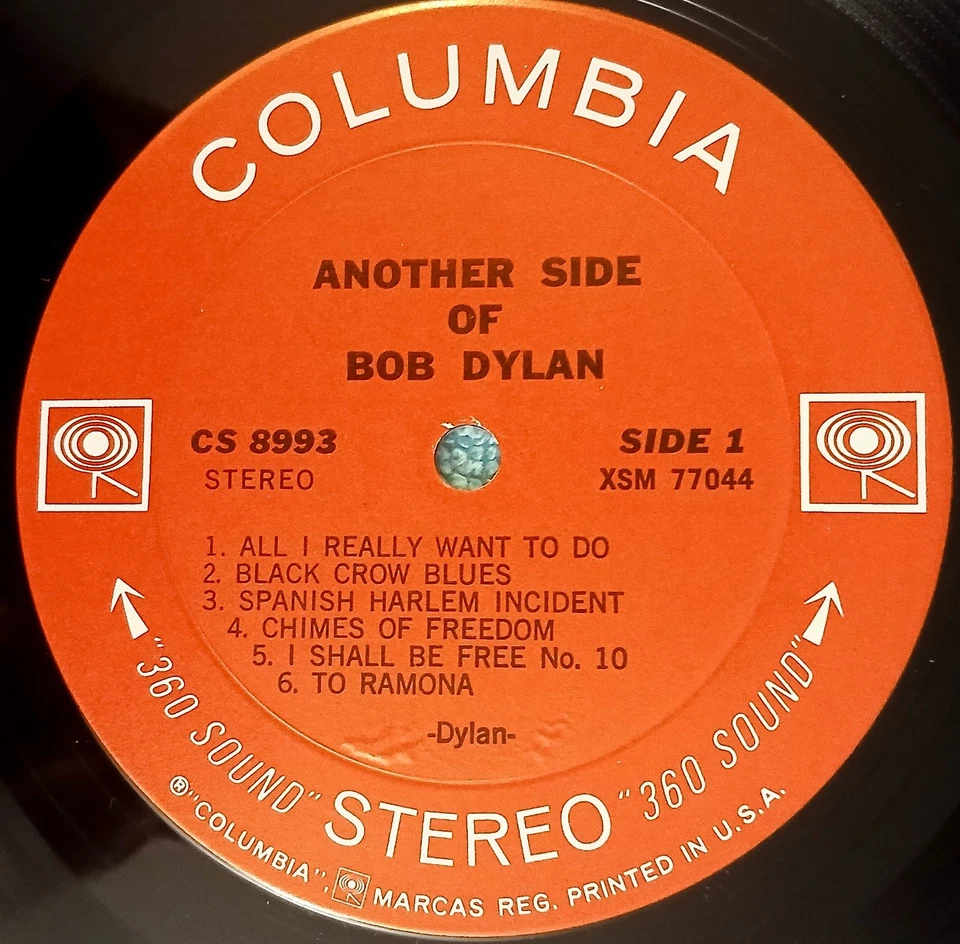 COLUMBIA
ANOTHER SIDE
OF
BOB DYLAN
CS 8993
STEREO
SIDE 1
XSM 77044
1. ALL I REALLY WANT TO DO
2. BLACK CROW BLUES
3. SPANISH HARLEM INCIDENT
4. CHIMES OF FREEDOM
5. I SHALL BE FREE No. 10
6. TO RAMONA
-Dylan-
"360 SOUND" STEREO "360 SOUND"
®"COLUMBIA", MARCAS REG. PRINTED IN U.S.A.